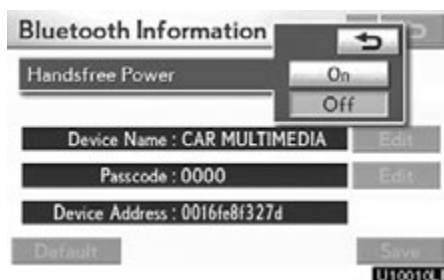 Bluetooth Information
Handsfree Power
On
Off
Device Name : CAR MULTIMEDIA
Edit
Passcode : 0000
Edit
Device Address : 0016fe8f327d
Default
Save
U10010L